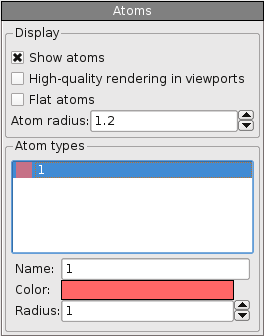 Atoms
Display
Show atoms
High-quality rendering in viewports
Flat atoms
Atom radius: 1.2
Atom types
1
Name: 1
Color:
Radius: 1